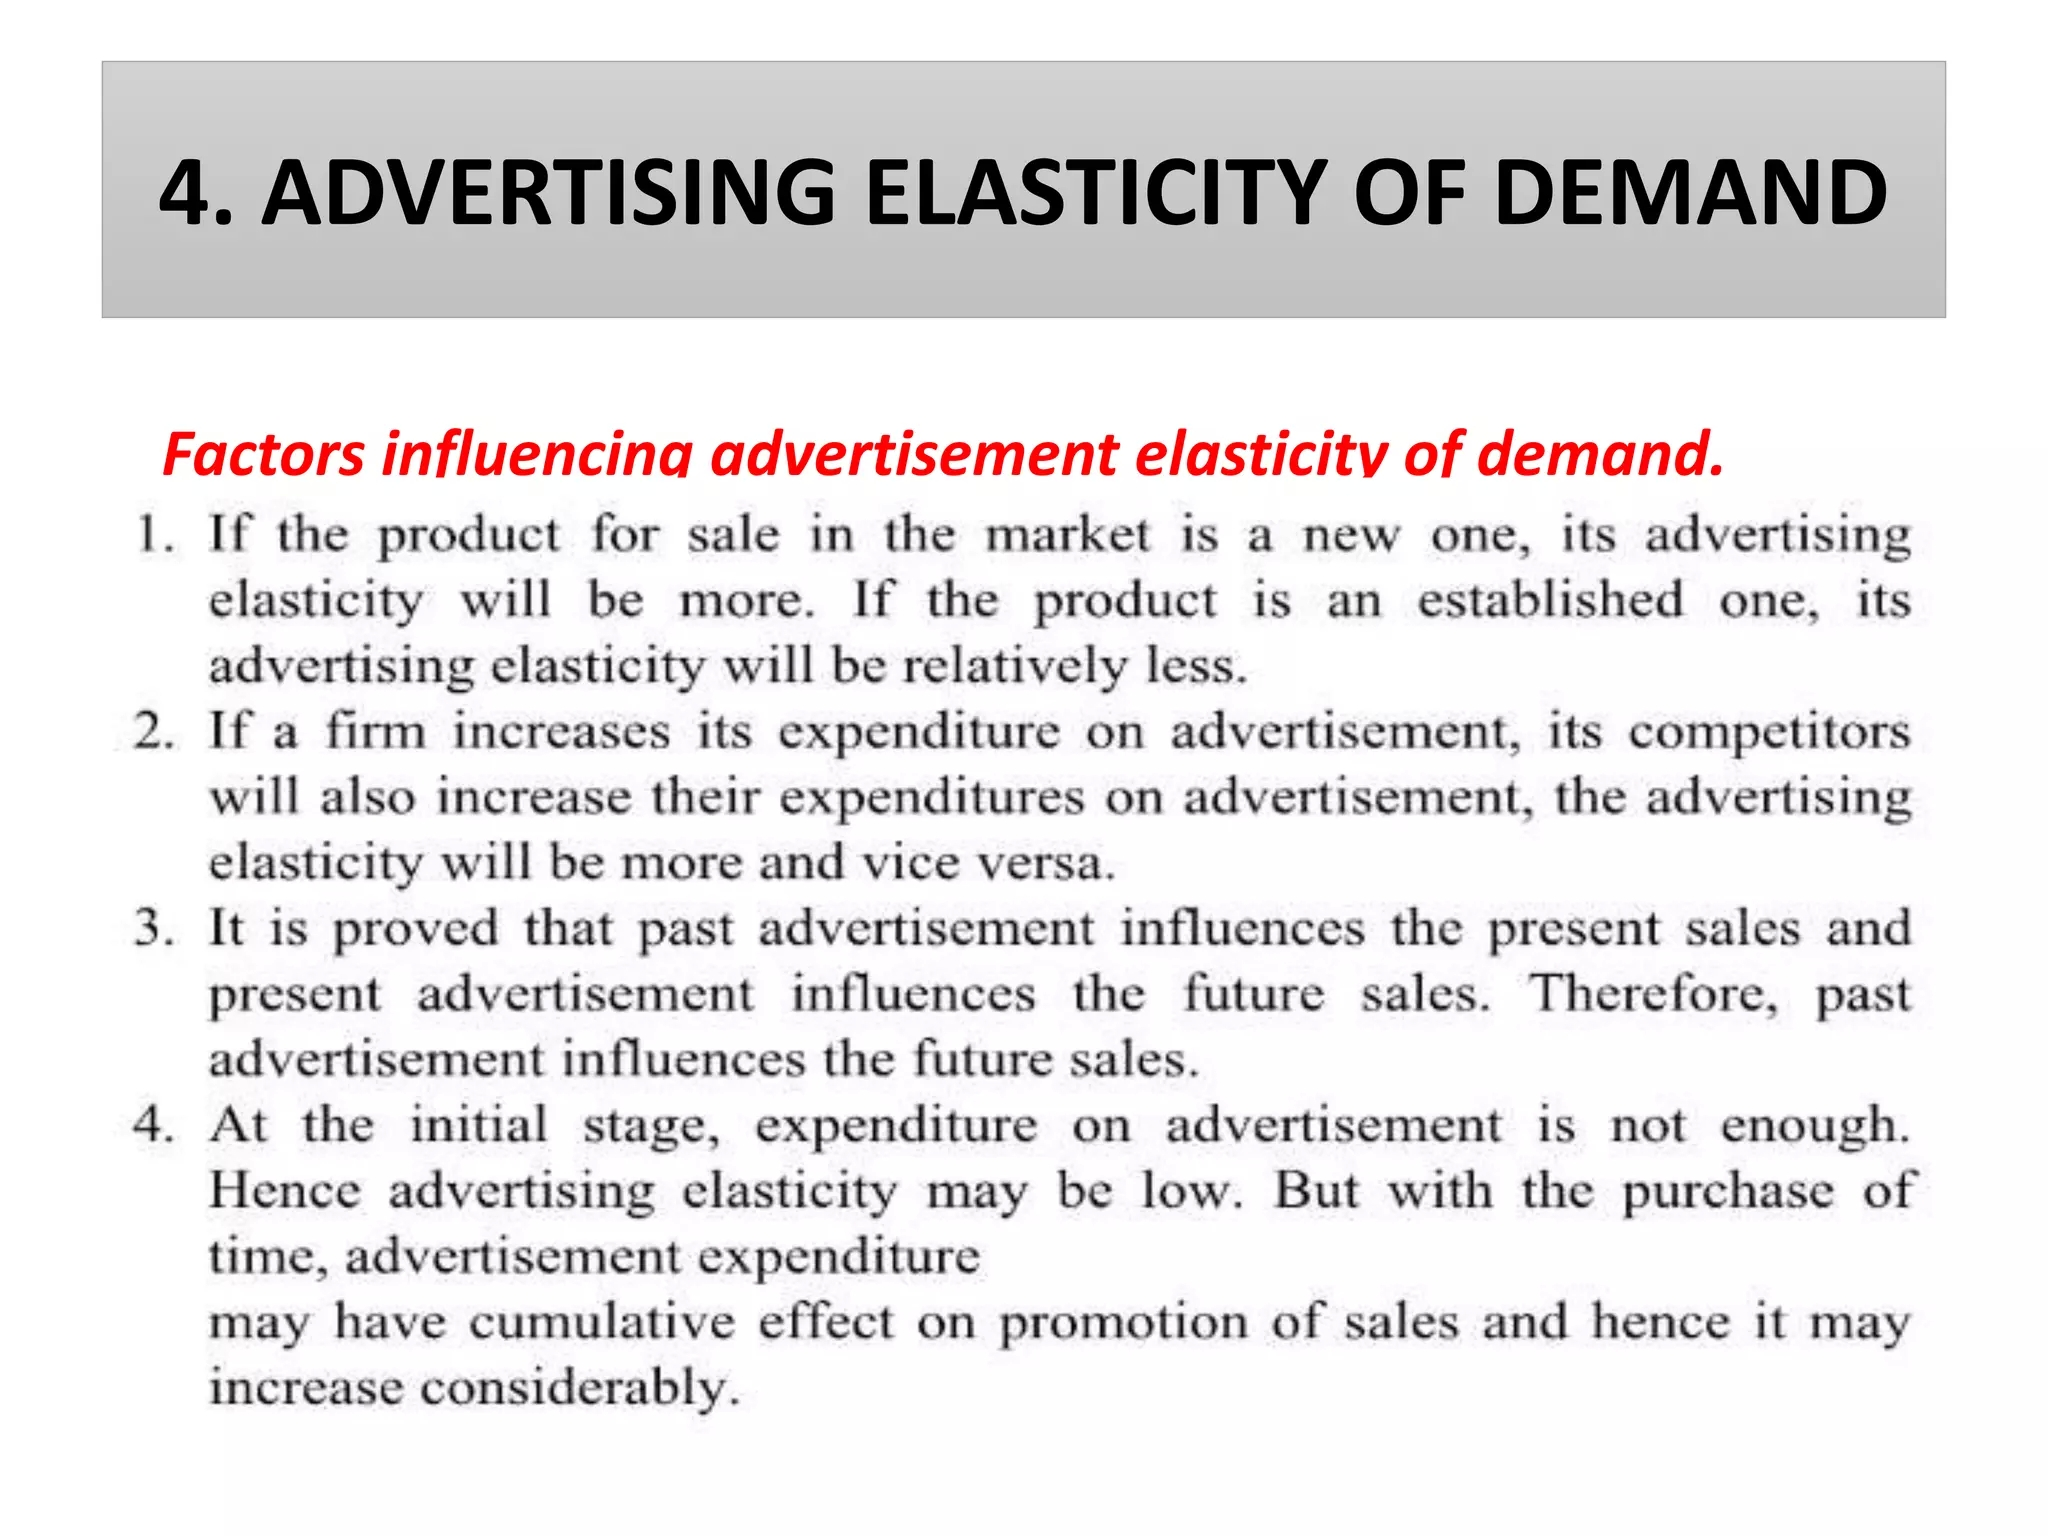 4. ADVERTISING ELASTICITY OF DEMAND
Factors influencing advertisement elasticity of demand.
1. If the product for sale in the market is a new one, its advertising
elasticity will be more. If the product is an established one, its
advertising elasticity will be relatively less.
2. If a firm increases its expenditure on advertisement, its competitors
will also increase their expenditures on advertisement, the advertising
elasticity will be more and vice versa.
3. It is proved that past advertisement influences the present sales and
present advertisement influences the future sales. Therefore, past
advertisement influences the future sales.
4. At the initial stage, expenditure on advertisement is not enough.
Hence advertising elasticity may be low. But with the purchase of
time, advertisement expenditure
may have cumulative effect on promotion of sales and hence it may
increase considerably.